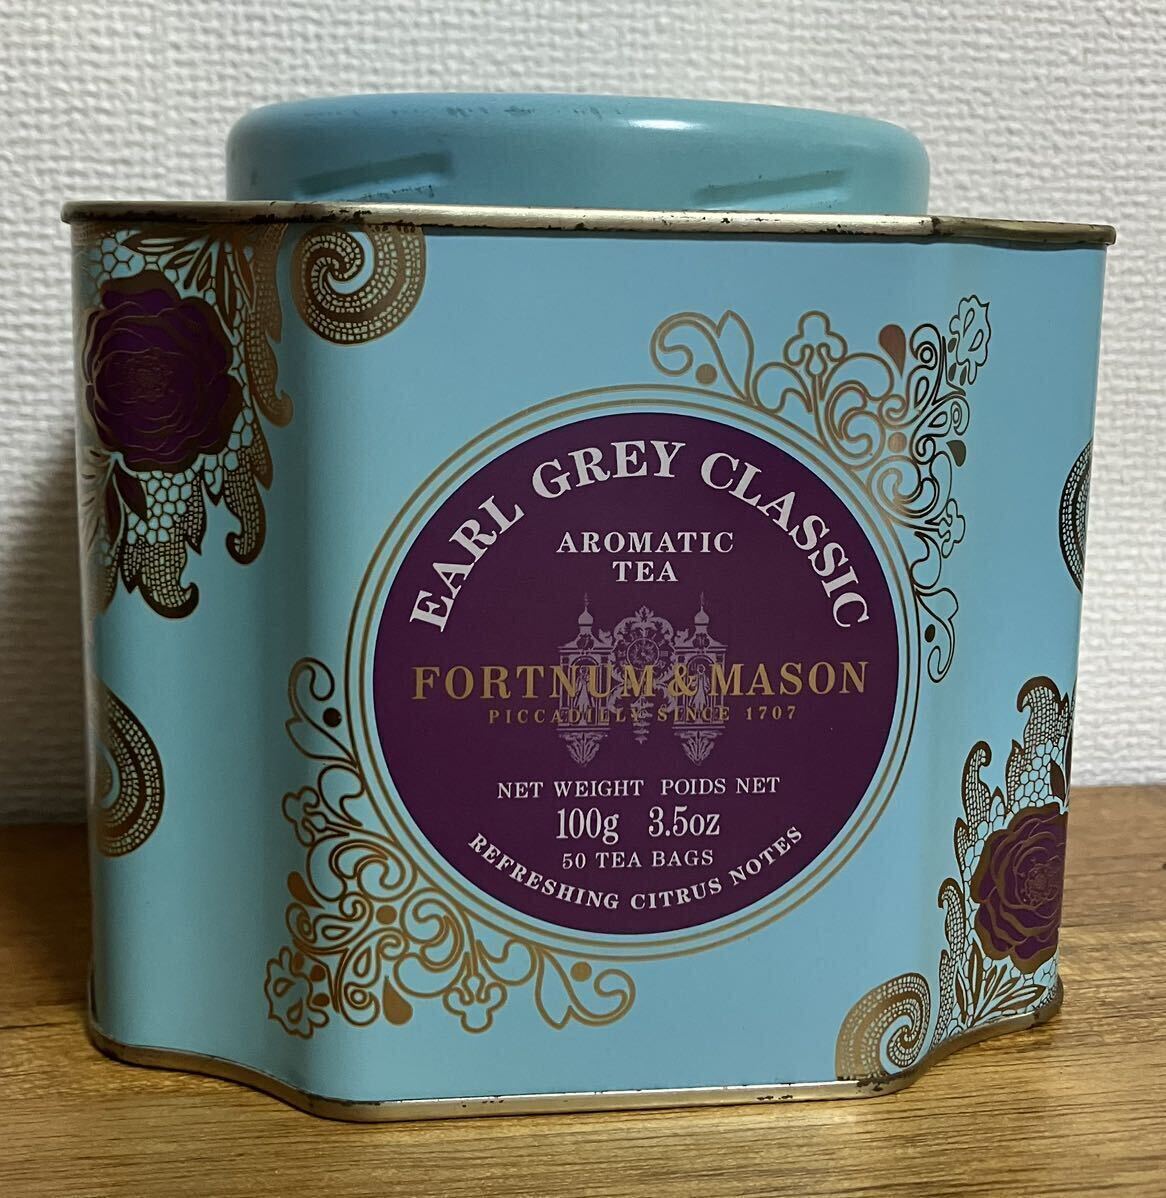 EARL GREY CLASSIC
AROMATIC
TEA
FORTNUM & MASON
PICCADILLY SINCE 1707
NET WEIGHT POIDS NET
100g 3.5oz
50 TEA BAGS
REFRESHING CITRUS NOTES